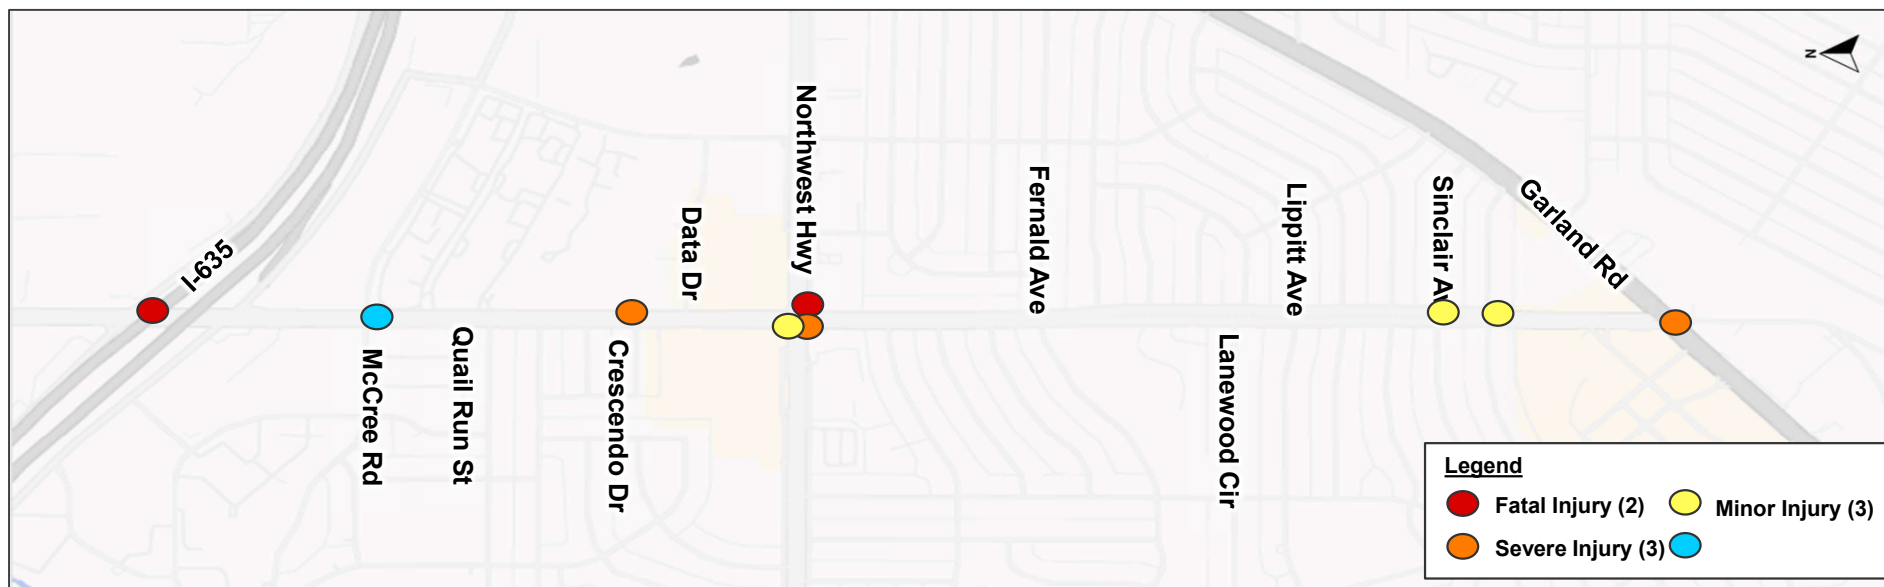 N
Northwest Hwy
Fernald Ave
Lippitt Ave
Sinclair Av
Garland Rd
Data Dr
I-635
McCree Rd
Quail Run St
Crescendo Dr
Lanewood Cir
Legend
Fatal Injury (2)
Minor Injury (3)
Severe Injury (3)